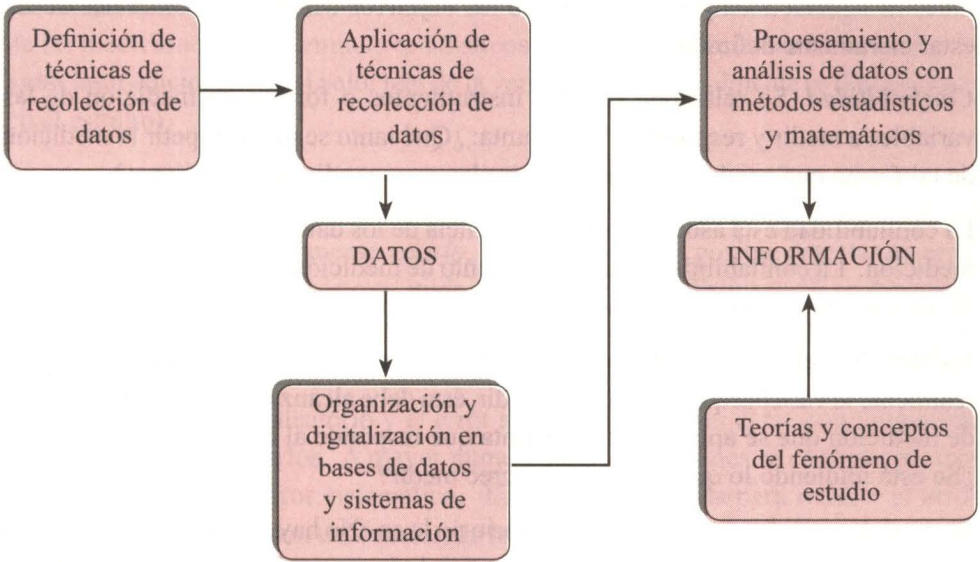 Definición de
técnicas de
recolección de
datos
Aplicación de
técnicas de
recolección de
datos
DATOS
Organización y
digitalización en
bases de datos
y sistemas de
información
Procesamiento y
análisis de datos con
métodos estadísticos
y matemáticos
INFORMACIÓN
Teorías y conceptos
del fenómeno de
estudio